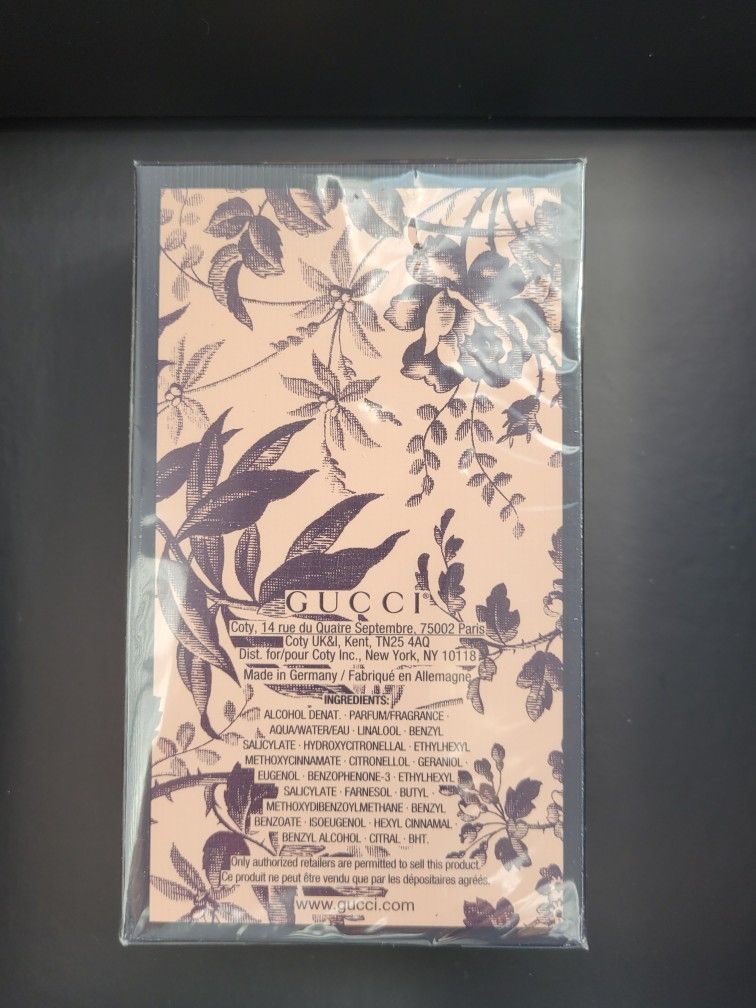 GUCCI®
Coty, 14 rue du Quatre Septembre, 75002 Paris
Coty UK&I, Kent, TN25 4AQ
Dist. for/pour Coty Inc., New York, NY 10118
Made in Germany / Fabriqué en Allemagne
INGREDIENTS:
ALCOHOL DENAT. · PARFUM/FRAGRANCE ·
AQUA/WATER/EAU · LINALOOL · BENZYL
SALICYLATE · HYDROXYCITRONELLAL · ETHYLHEXYL
METHOXYCINNAMATE · CITRONELLOL · GERANIOL ·
EUGENOL · BENZOPHENONE-3 · ETHYLHEXYL
SALICYLATE · FARNESOL · BUTYL
METHOXYDIBENZOYLMETHANE · BENZYL
BENZOATE · ISOEUGENOL · HEXYL CINNAMAL ·
BENZYL ALCOHOL · CITRAL · BHT.
Only authorized retailers are permitted to sell this product.
Ce produit ne peut être vendu que par les dépositaires agréés.
www.gucci.com